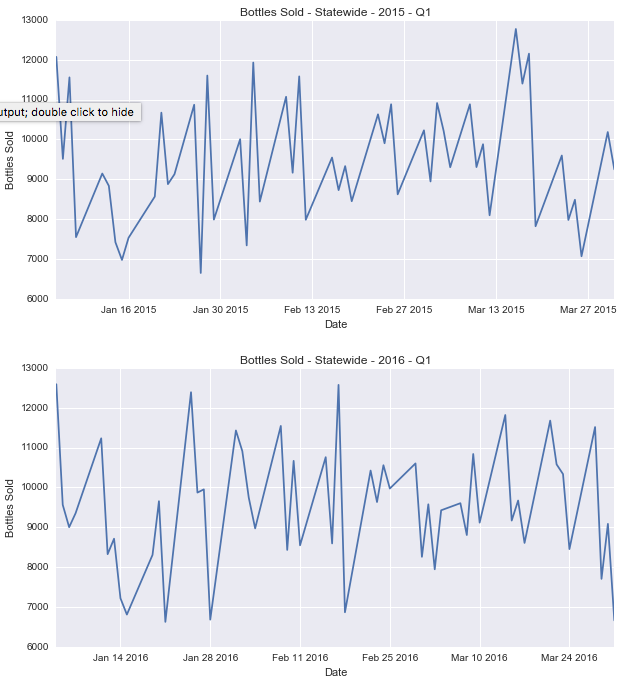 Bottles Sold - Statewide - 2015 - Q1
13000
12000
11000
utput; double click to hide
10000
9000
8000
7000
6000
Bottles Sold
Jan 16 2015 Jan 30 2015 Feb 13 2015 Feb 27 2015 Mar 13 2015 Mar 27 2015
Date
Bottles Sold - Statewide - 2016 - Q1
13000
12000
11000
10000
9000
8000
7000
6000
Bottles Sold
Jan 14 2016 Jan 28 2016 Feb 11 2016 Feb 25 2016 Mar 10 2016 Mar 24 2016
Date